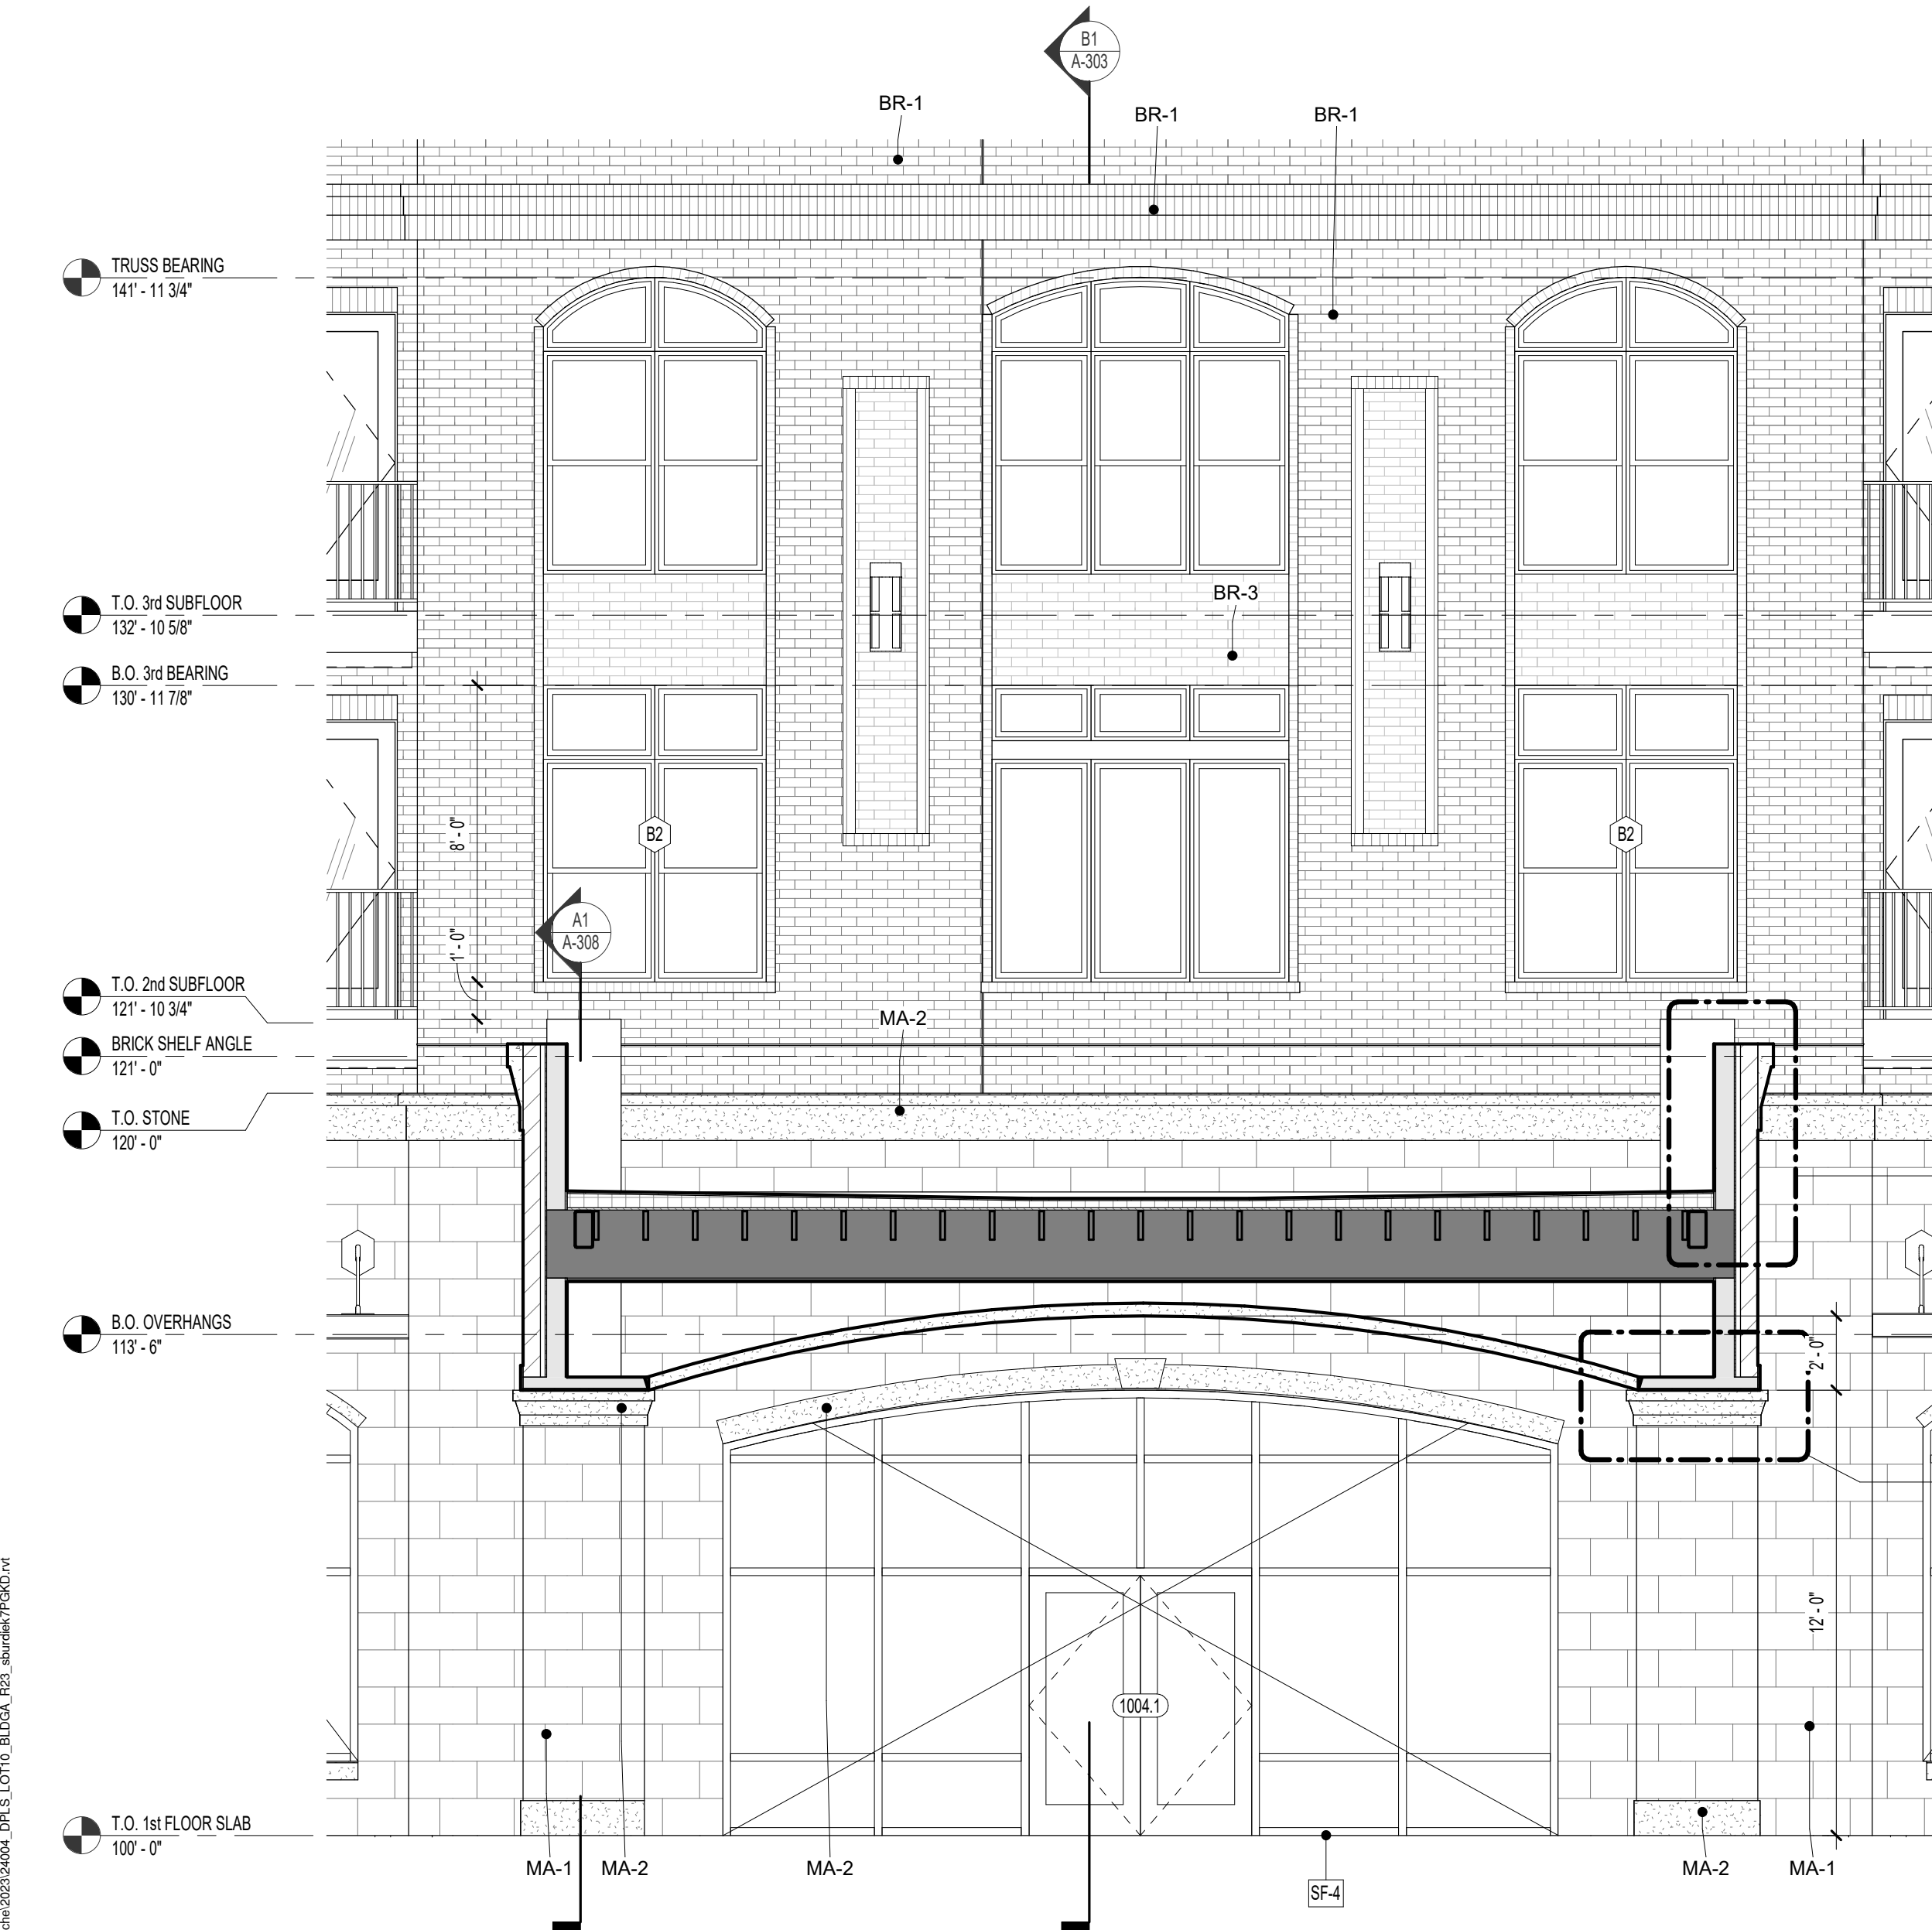 B1
A-303
BR-1
BR-1
BR-1
TRUSS BEARING
141' - 11 3/4"
T.O. 3rd SUBFLOOR
132' - 10 5/8"
BR-3
B.O. 3rd BEARING
130' - 11 7/8"
8' - 0"
B2
B2
A1
A-308
1' - 0"
T.O. 2nd SUBFLOOR
121' - 10 3/4"
MA-2
BRICK SHELF ANGLE
121' - 0"
T.O. STONE
120' - 0"
B.O. OVERHANGS
113' - 6"
2' - 0"
12' - 0"
1004.1
T.O. 1st FLOOR SLAB
100' - 0"
MA-1
MA-2
MA-2
MA-2
MA-1
SF-4
che\2023\24004_DPLS_LOT10_BLDGA_R23_sburdiek7PGKD.rvt